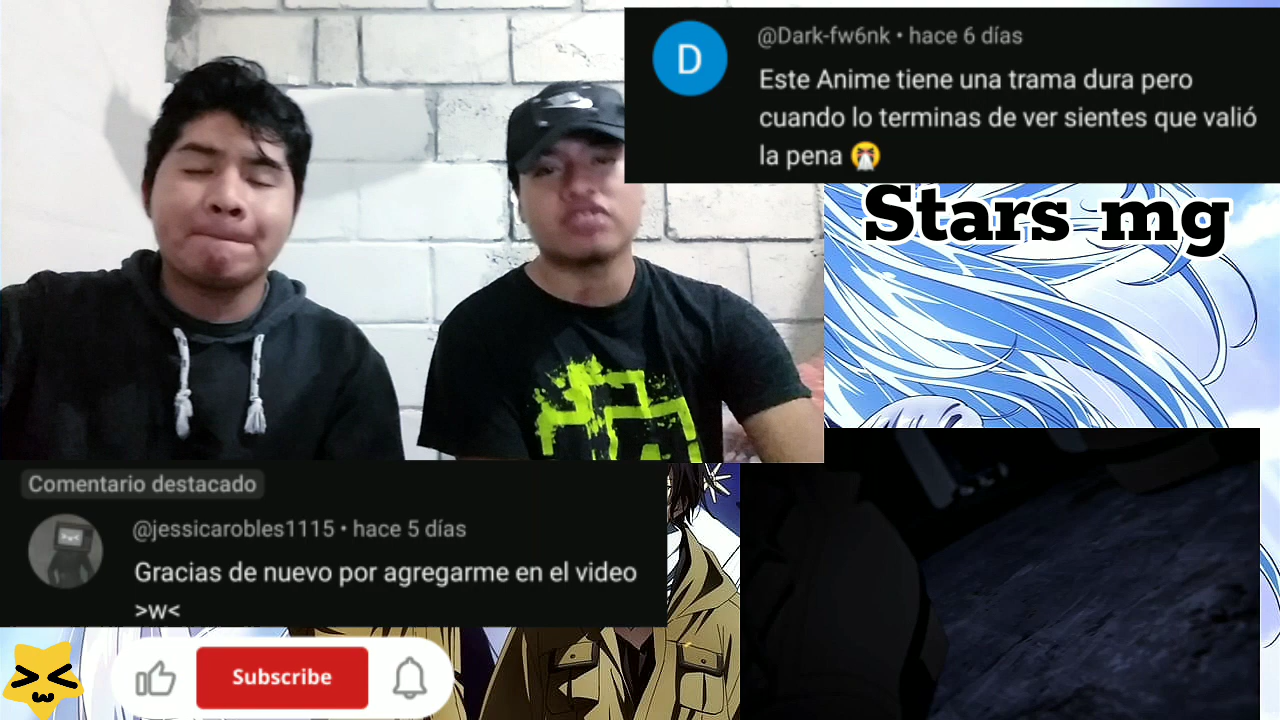 @Dark-fw6nk • hace 6 días
D
Este Anime tiene una trama dura pero
cuando lo terminas de ver sientes que valió
la pena 🤧
Stars mg
Comentario destacado
@jessicarobles1115 • hace 5 días
Gracias de nuevo por agregarme en el video
>w<
Subscribe